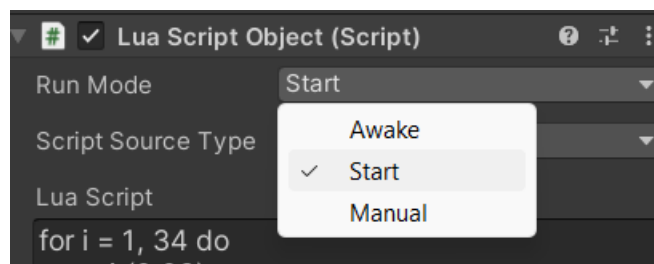 Lua Script Object (Script)
Run Mode
Start
Awake
Script Source Type
Start
Lua Script
Manual
for i = 1, 34 do